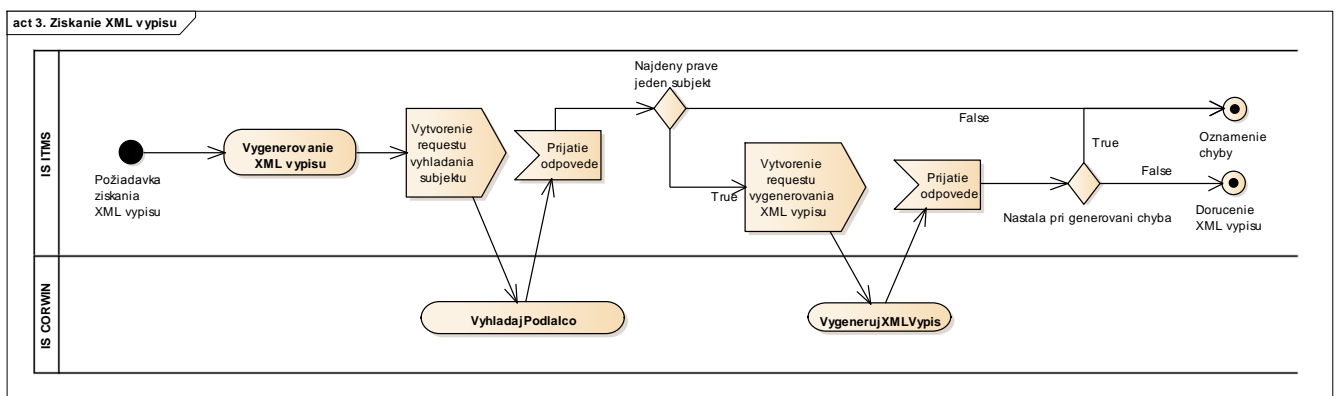 act 3. Ziskanie XML vypisu
IS ITMS
Požiadavka
ziskania
XML vypisu
Vygenerovanie
XML vypisu
Vytvorenie
requestu
vyhladania
subjektu
Prijatie
odpovede
Najdeny prave
jeden subjekt
False
True
Vytvorenie
requestu
vygenerovania
XML vypisu
Prijatie
odpovede
True
False
Nastala pri generovani chyba
Oznamenie
chyby
Dorucenie
XML vypisu
IS CORWIN
VyhladajPodlaIco
VygenerujXMLVypis